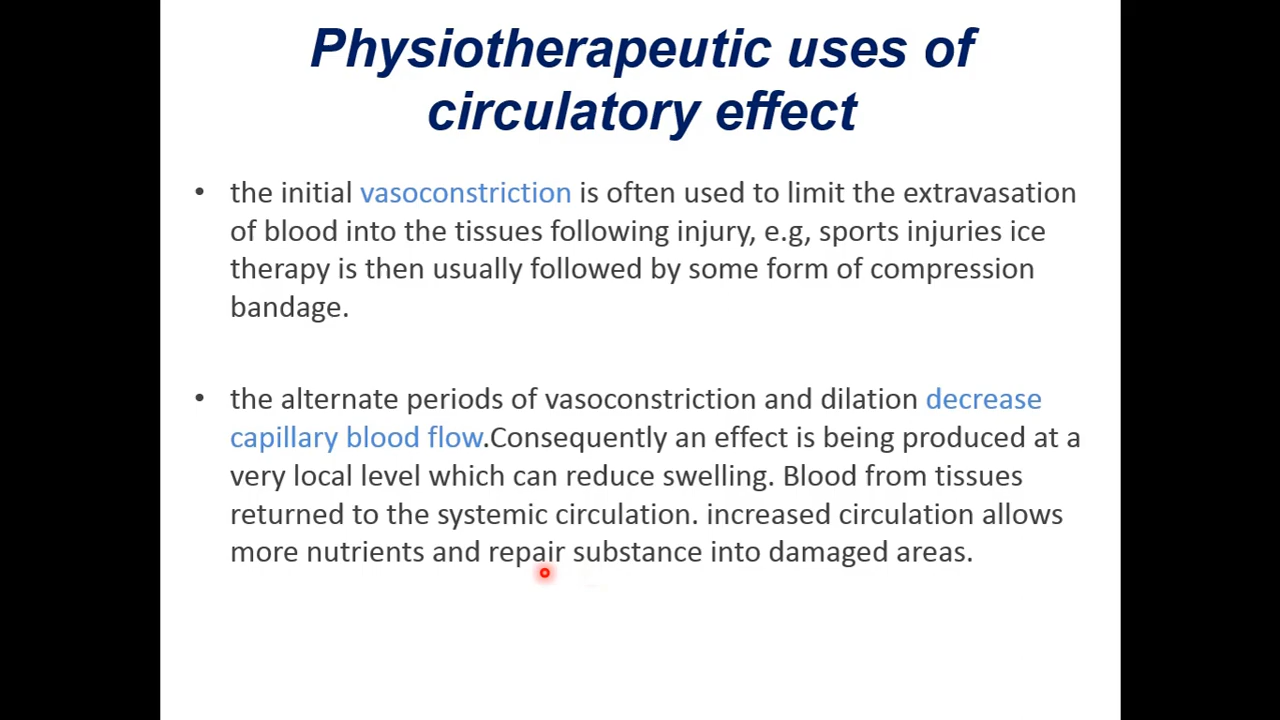 Physiotherapeutic uses of
circulatory effect
• the initial vasoconstriction is often used to limit the extravasation
of blood into the tissues following injury, e.g, sports injuries ice
therapy is then usually followed by some form of compression
bandage.
• the alternate periods of vasoconstriction and dilation decrease
capillary blood flow.Consequently an effect is being produced at a
very local level which can reduce swelling. Blood from tissues
returned to the systemic circulation. increased circulation allows
more nutrients and repair substance into damaged areas.